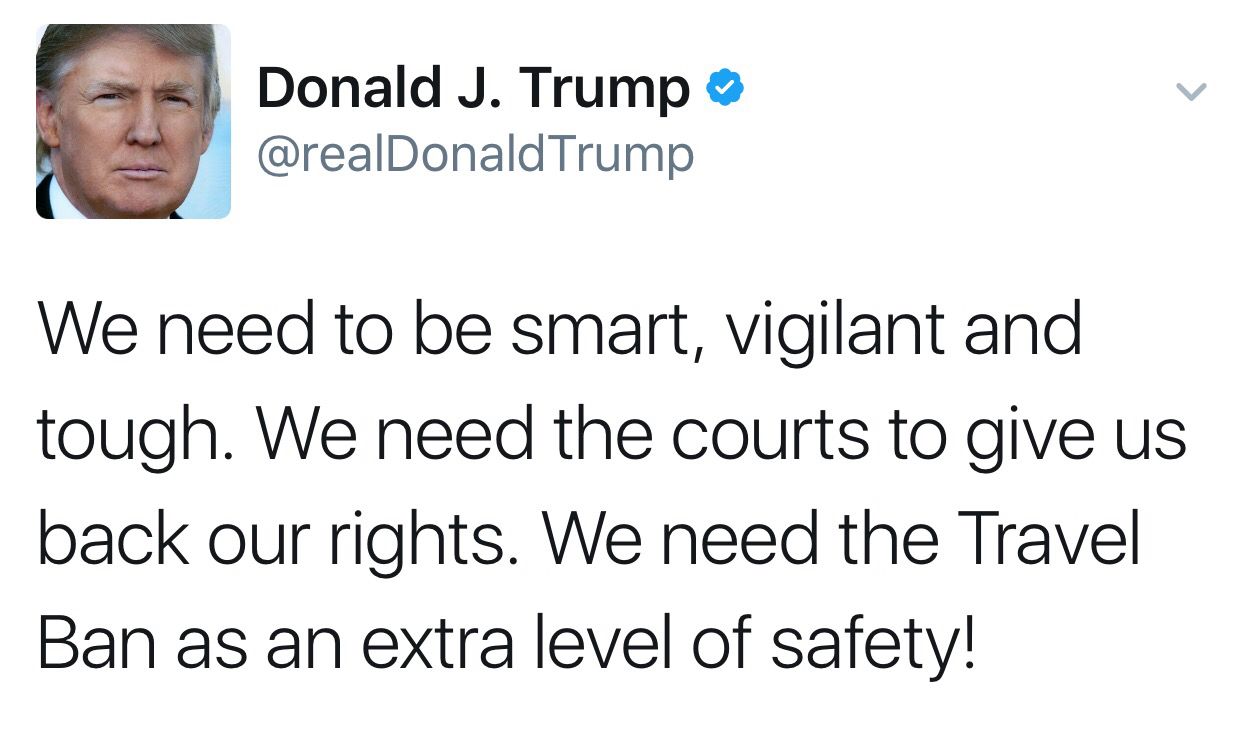 Donald J. Trump
@realDonaldTrump
We need to be smart, vigilant and
tough. We need the courts to give us
back our rights. We need the Travel
Ban as an extra level of safety!